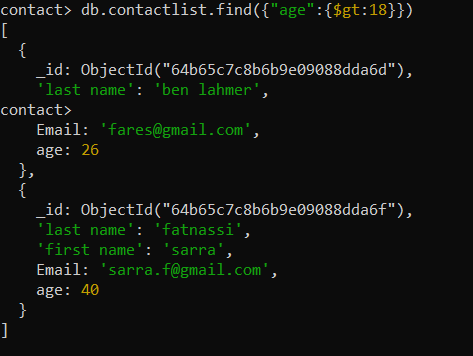 contact> db.contactlist.find({"age":{$gt:18}})
[
  {
    _id: ObjectId("64b65c7c8b6b9e09088dda6d"),
    'last name': 'ben lahmer',
contact>
    Email: 'fares@gmail.com',
    age: 26
  },
  {
    _id: ObjectId("64b65c7c8b6b9e09088dda6f"),
    'last name': 'fatnassi',
    'first name': 'sarra',
    Email: 'sarra.f@gmail.com',
    age: 40
  }
]